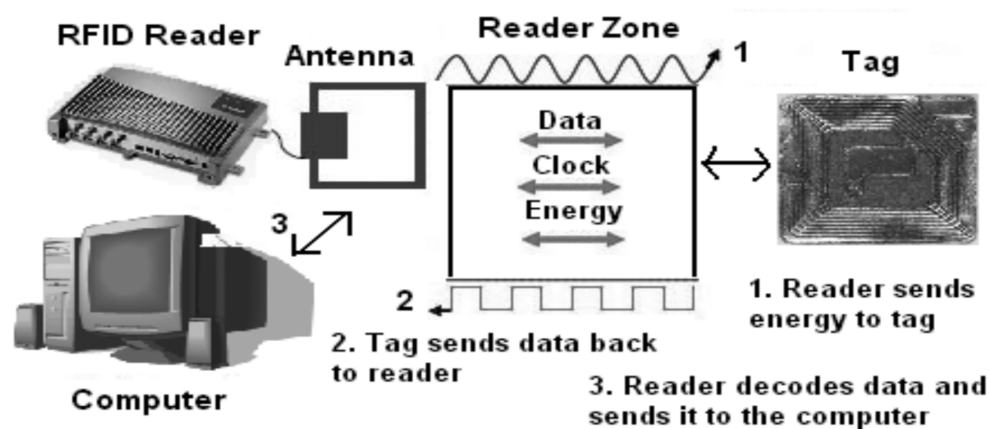 RFID Reader
Antenna
Reader Zone
1
Tag
Data
Clock
Energy
3
2
1. Reader sends
energy to tag
2. Tag sends data back
to reader
Computer
3. Reader decodes data and
sends it to the computer